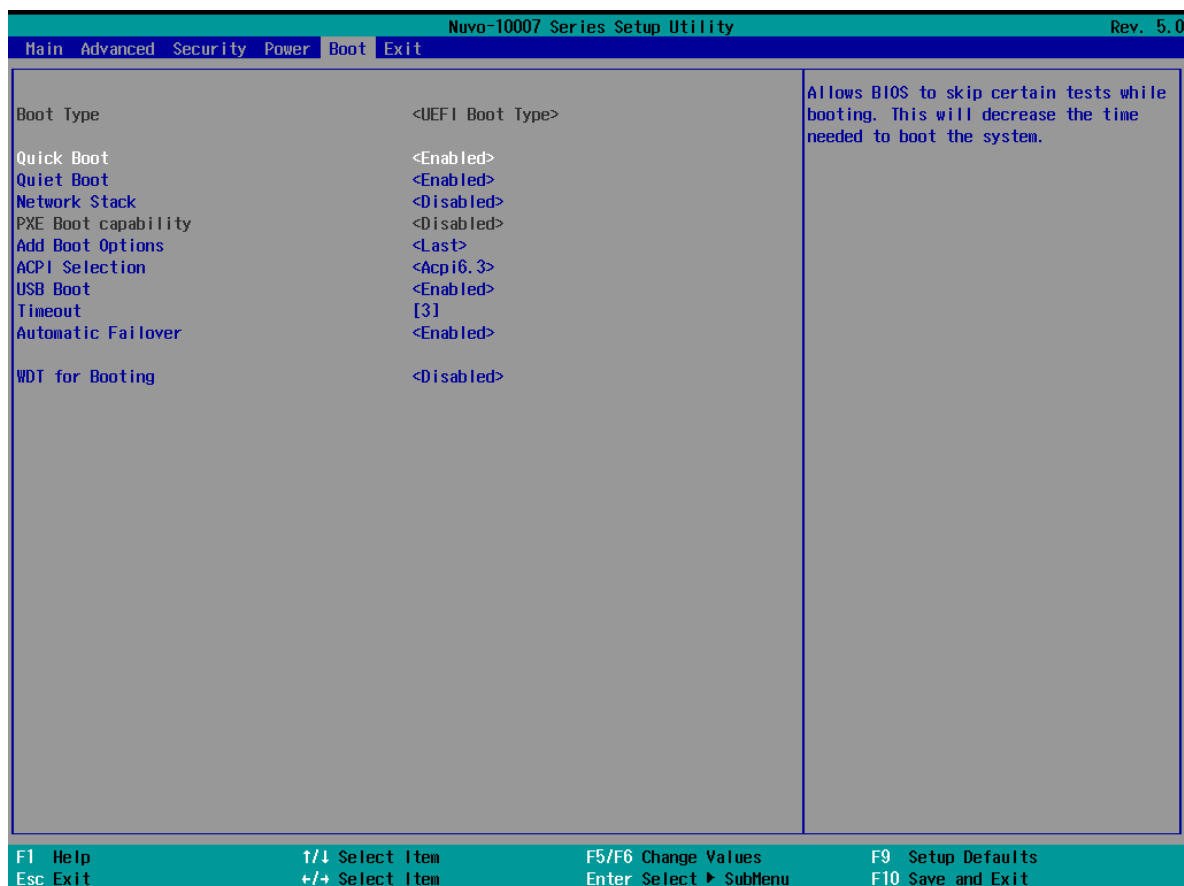 Nuvo-10007 Series Setup Utility Rev. 5.0
Main Advanced Security Power Boot Exit
Boot Type <UEFI Boot Type>
Quick Boot <Enabled>
Quiet Boot <Enabled>
Network Stack <Disabled>
PXE Boot capability <Disabled>
Add Boot Options <Last>
ACPI Selection <Acpi6.3>
USB Boot <Enabled>
Timeout [3]
Automatic Failover <Enabled>
WDT for Booting <Disabled>
Allows BIOS to skip certain tests while
booting. This will decrease the time
needed to boot the system.
F1 Help ↑/↓ Select Item F5/F6 Change Values F9 Setup Defaults
Esc Exit ←/→ Select Item Enter Select ▶ SubMenu F10 Save and Exit